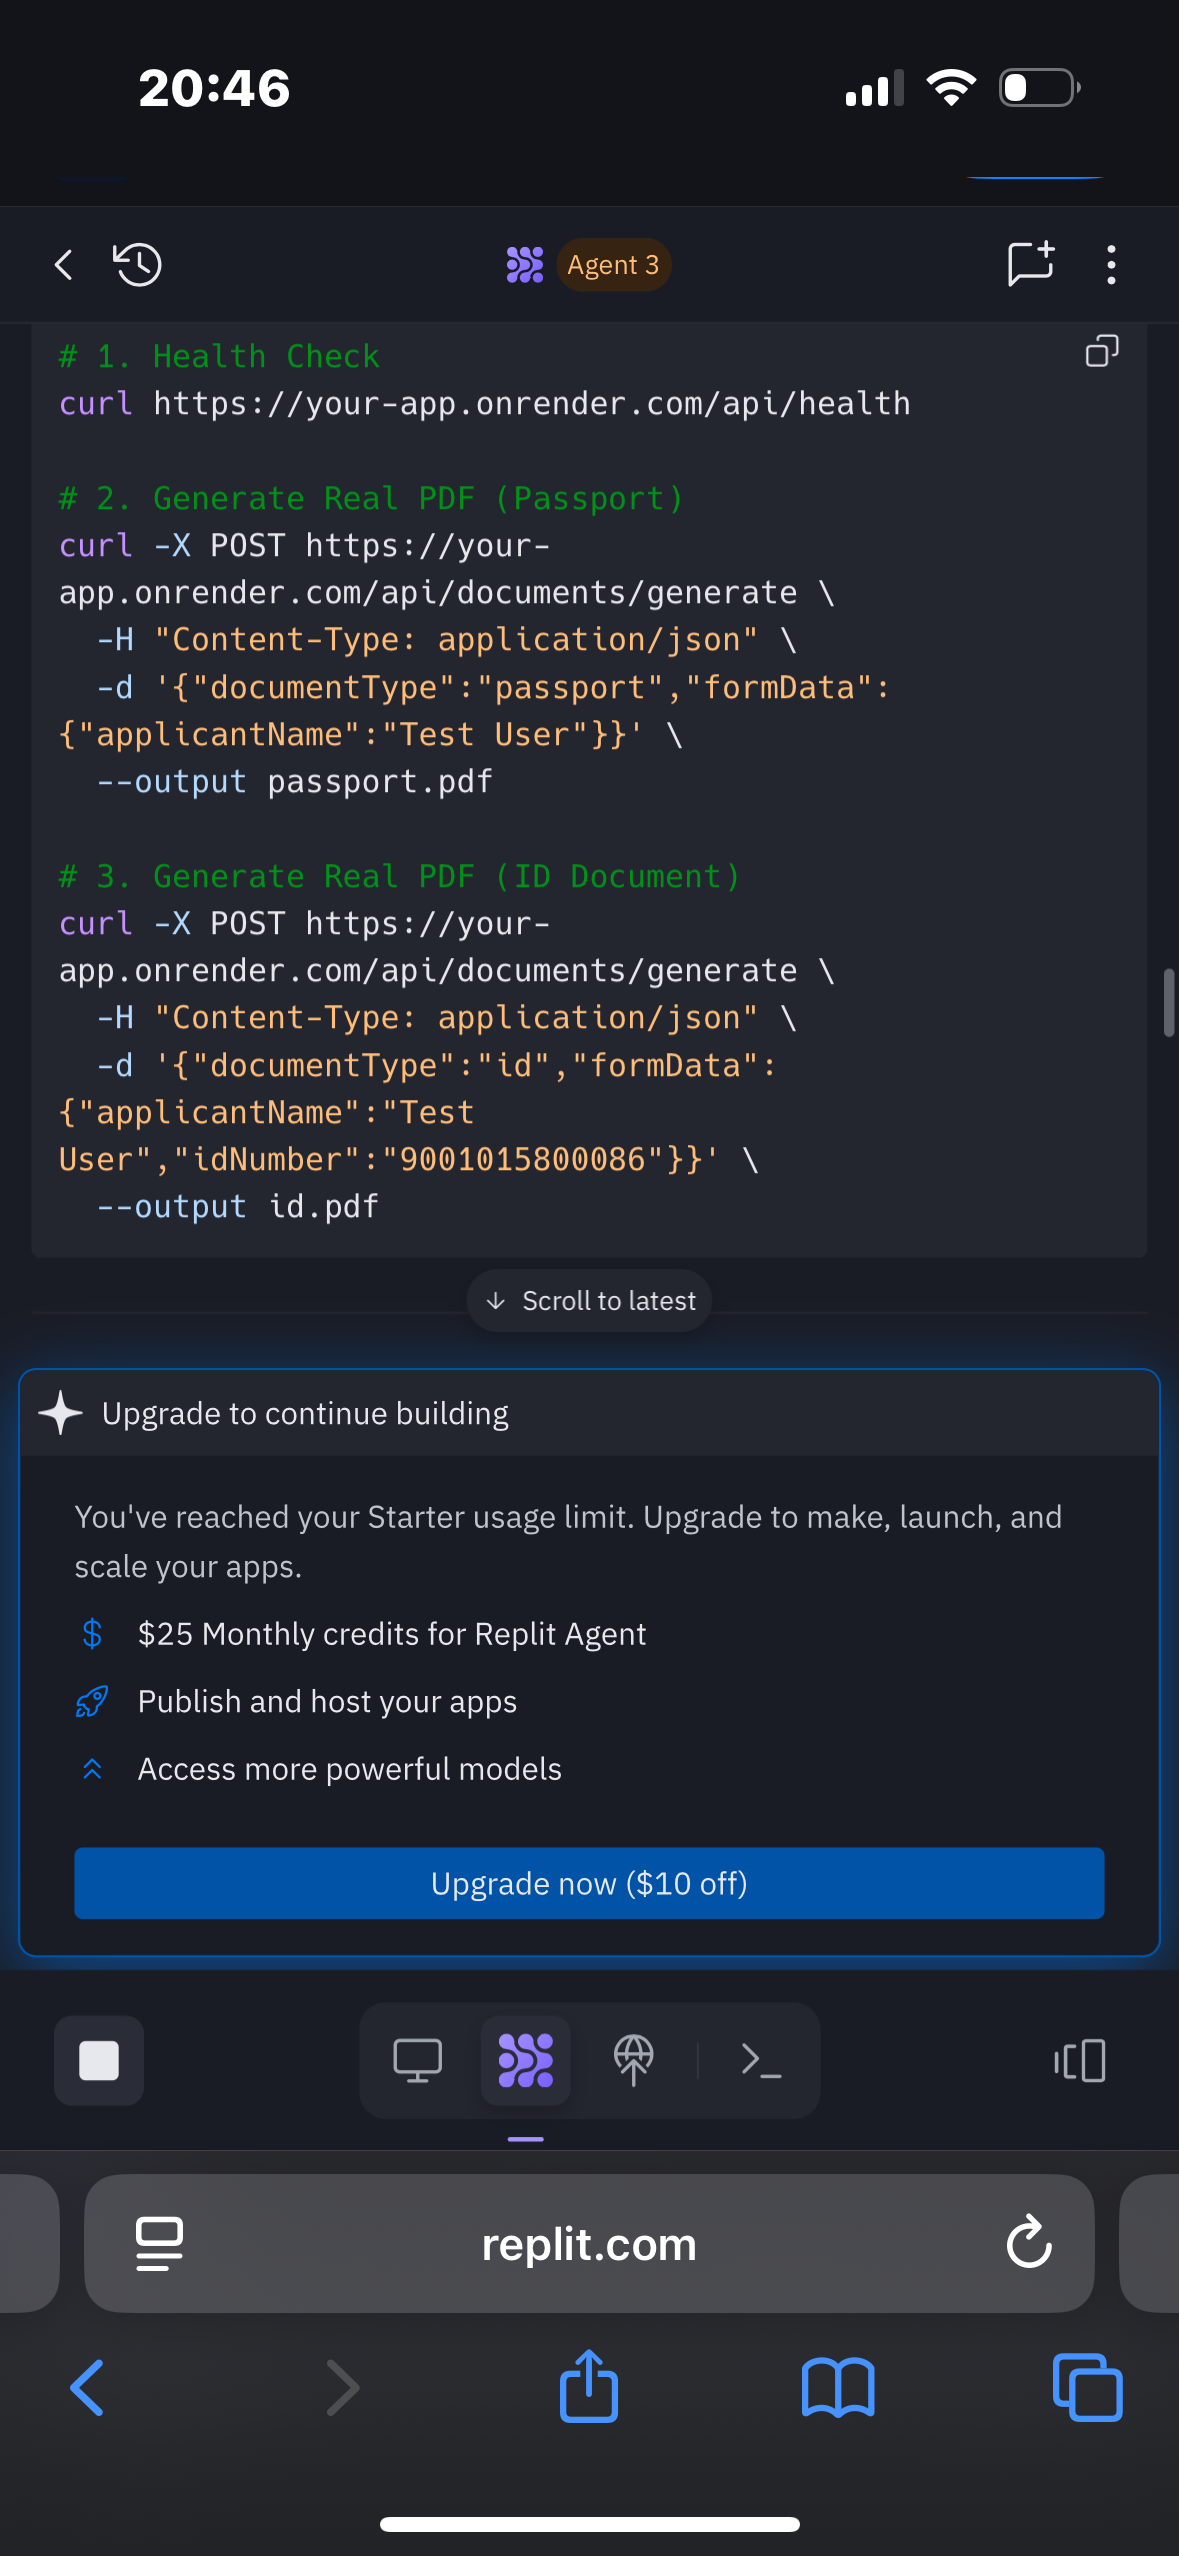 20:46
Agent 3
# 1. Health Check
curl https://your-app.onrender.com/api/health
# 2. Generate Real PDF (Passport)
curl -X POST https://your-
app.onrender.com/api/documents/generate \
-H "Content-Type: application/json" \
-d '{"documentType":"passport","formData":
{"applicantName":"Test User"}}' \
--output passport.pdf
# 3. Generate Real PDF (ID Document)
curl -X POST https://your-
app.onrender.com/api/documents/generate \
-H "Content-Type: application/json" \
-d '{"documentType":"id","formData":
{"applicantName":"Test
User","idNumber":"9001015800086"}}' \
--output id.pdf
Scroll to latest
Upgrade to continue building
You've reached your Starter usage limit. Upgrade to make, launch, and
scale your apps.
$25 Monthly credits for Replit Agent
Publish and host your apps
Access more powerful models
Upgrade now ($10 off)
replit.com